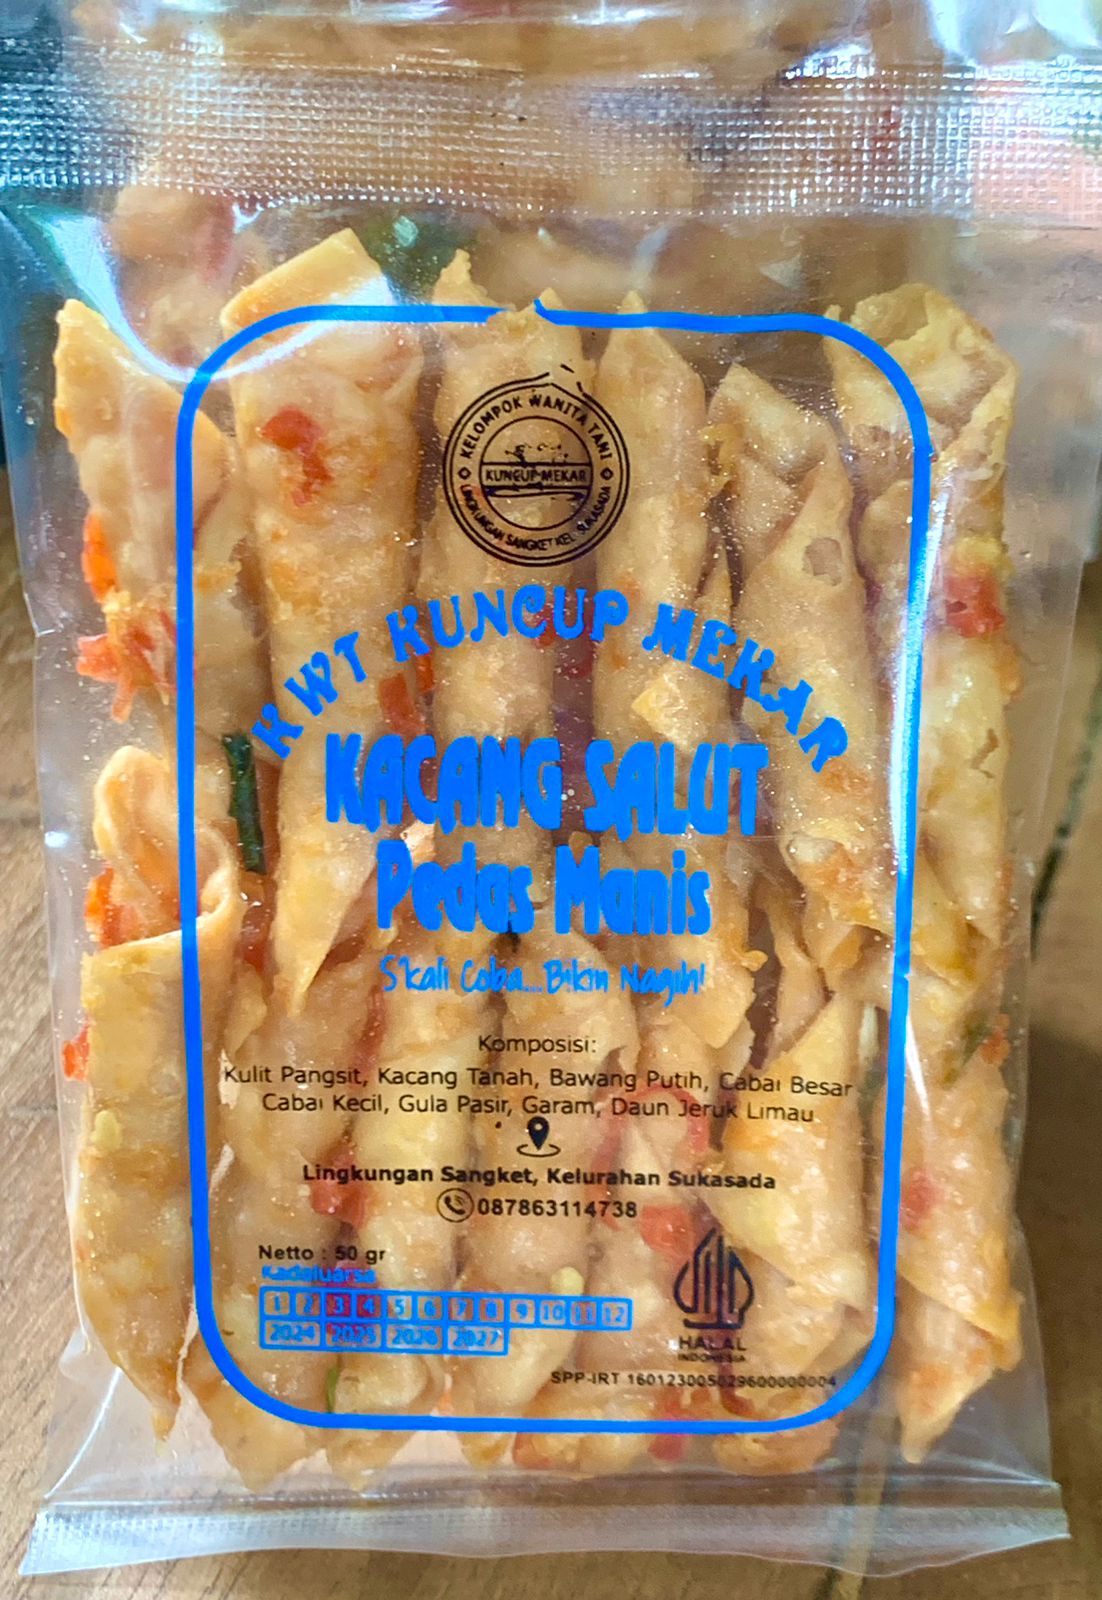 KELOMPOK WANITA TANI
KUNCUP MEKAR
LINGKUNGAN SANGKET KEL. SUKASADA
KWT KUNCUP MEKAR
KACANG SALUT
Pedas Manis
S'kali Coba....Bikin Nagih!
Komposisi:
Kulit Pangsit, Kacang Tanah, Bawang Putih, Cabai Besar
Cabai Kecil, Gula Pasir, Garam, Daun Jeruk Limau
Lingkungan Sangket, Kelurahan Sukasada
087863114738
Netto : 50 gr
Kadaluarsa
1 2 3 4 5 6 7 8 9 10 11 12
2024 2025 2026 2027
HALAL
INDONESIA
SPP-IRT 160123005029600000004